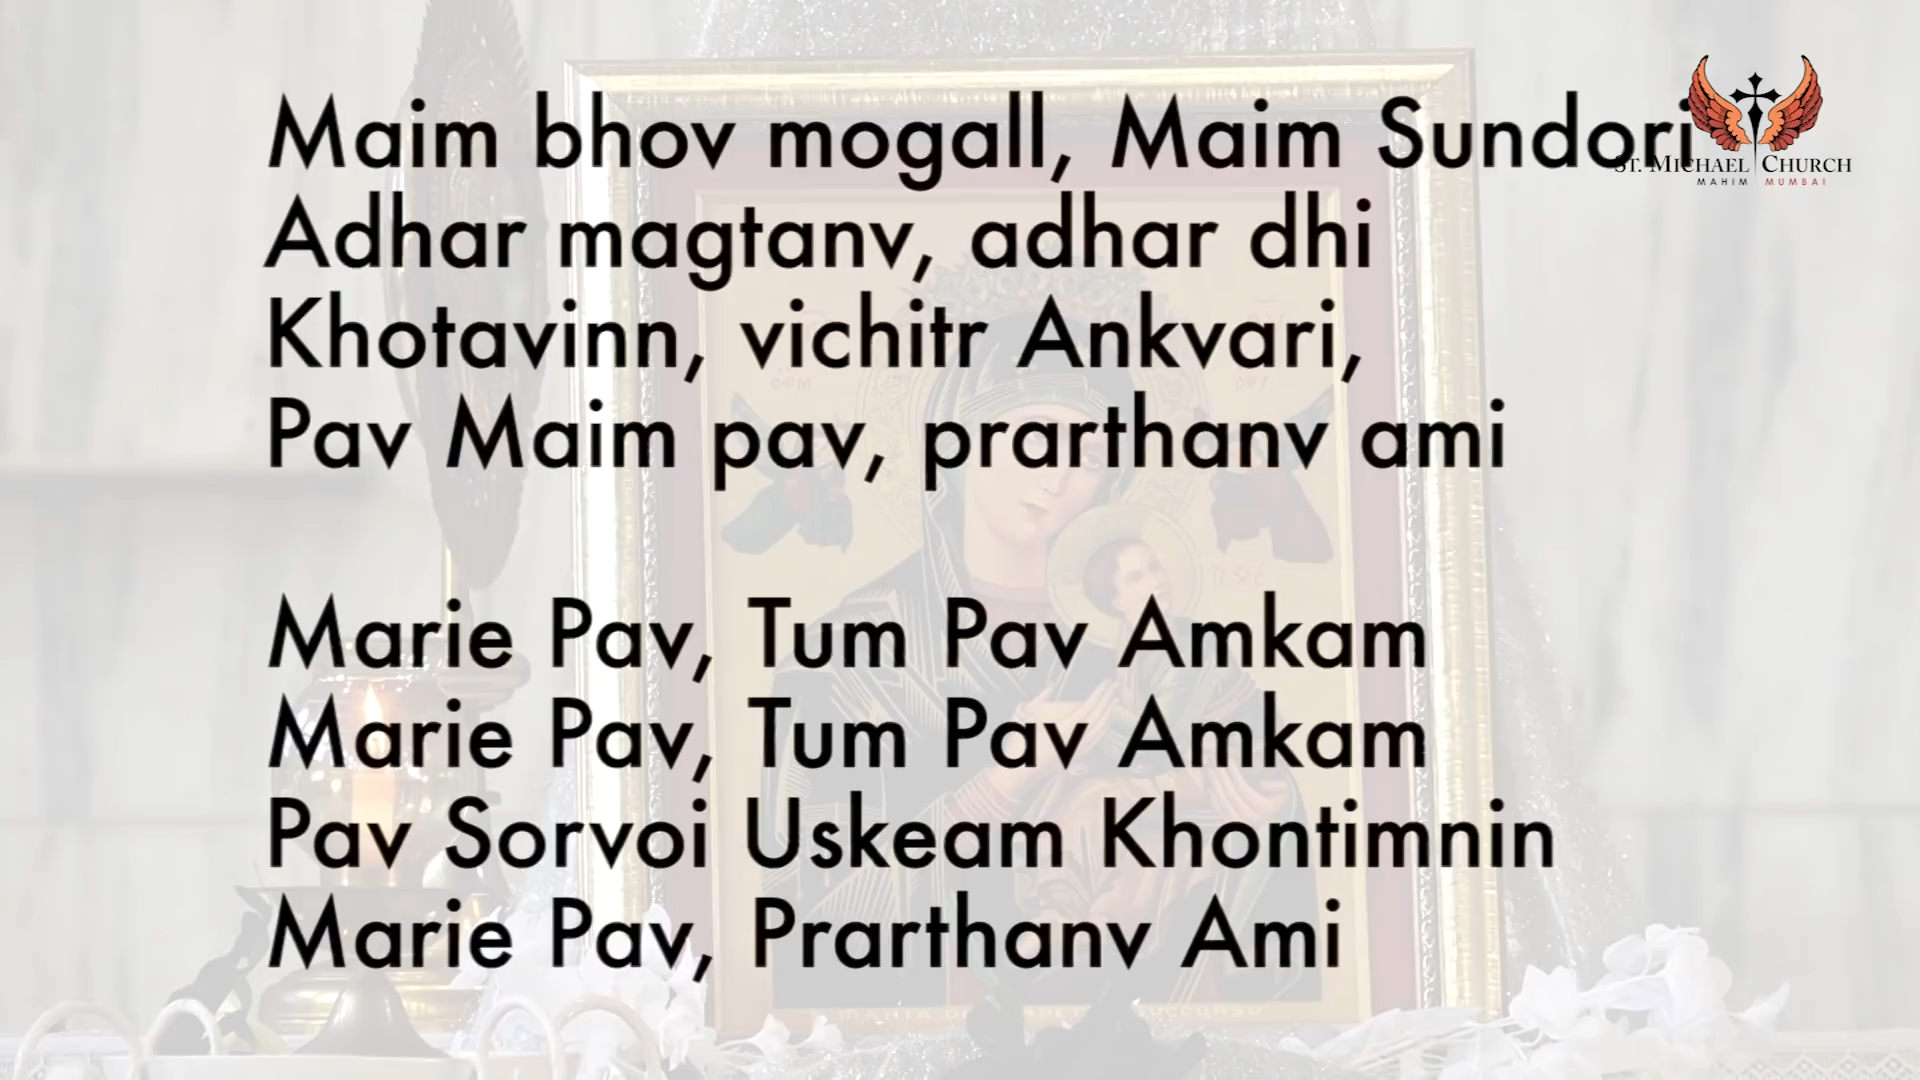 Maim bhov mogall, Maim Sundori
ST. MICHAEL CHURCH
MAHIM MUMBAI
Adhar magtanv, adhar dhi
Khotavinn, vichitr Ankvari,
Pav Maim pav, prarthanv ami
Marie Pav, Tum Pav Amkam
Marie Pav, Tum Pav Amkam
Pav Sorvoi Uskeam Khontimnin
Marie Pav, Prarthanv Ami